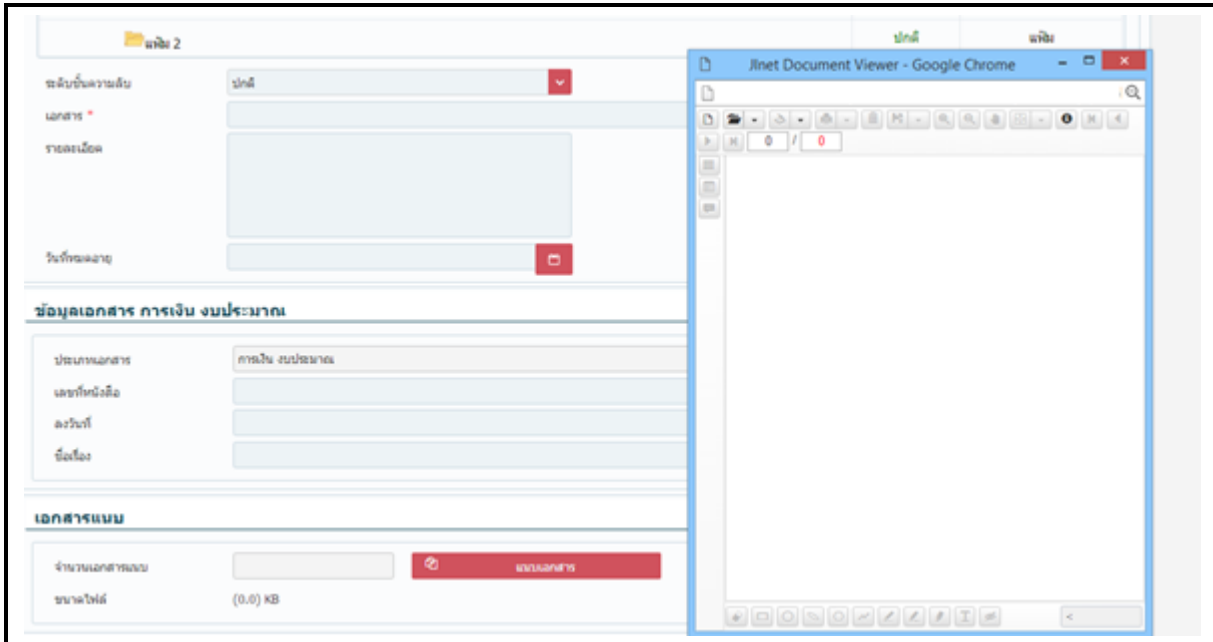 แฟ้ม 2 ปกติ แฟ้ม
ระดับชั้นความลับ ปกติ
เอกสาร *
รายละเอียด
วันที่หมดอายุ
ข้อมูลเอกสาร การเงิน งบประมาณ
ประเภทเอกสาร การเงิน งบประมาณ
เลขที่หนังสือ
ลงวันที่
ชื่อเรื่อง
เอกสารแนบ
จำนวนเอกสารแนบ แนบเอกสาร
ขนาดไฟล์ (0.0) KB
JInet Document Viewer - Google Chrome
0 / 0